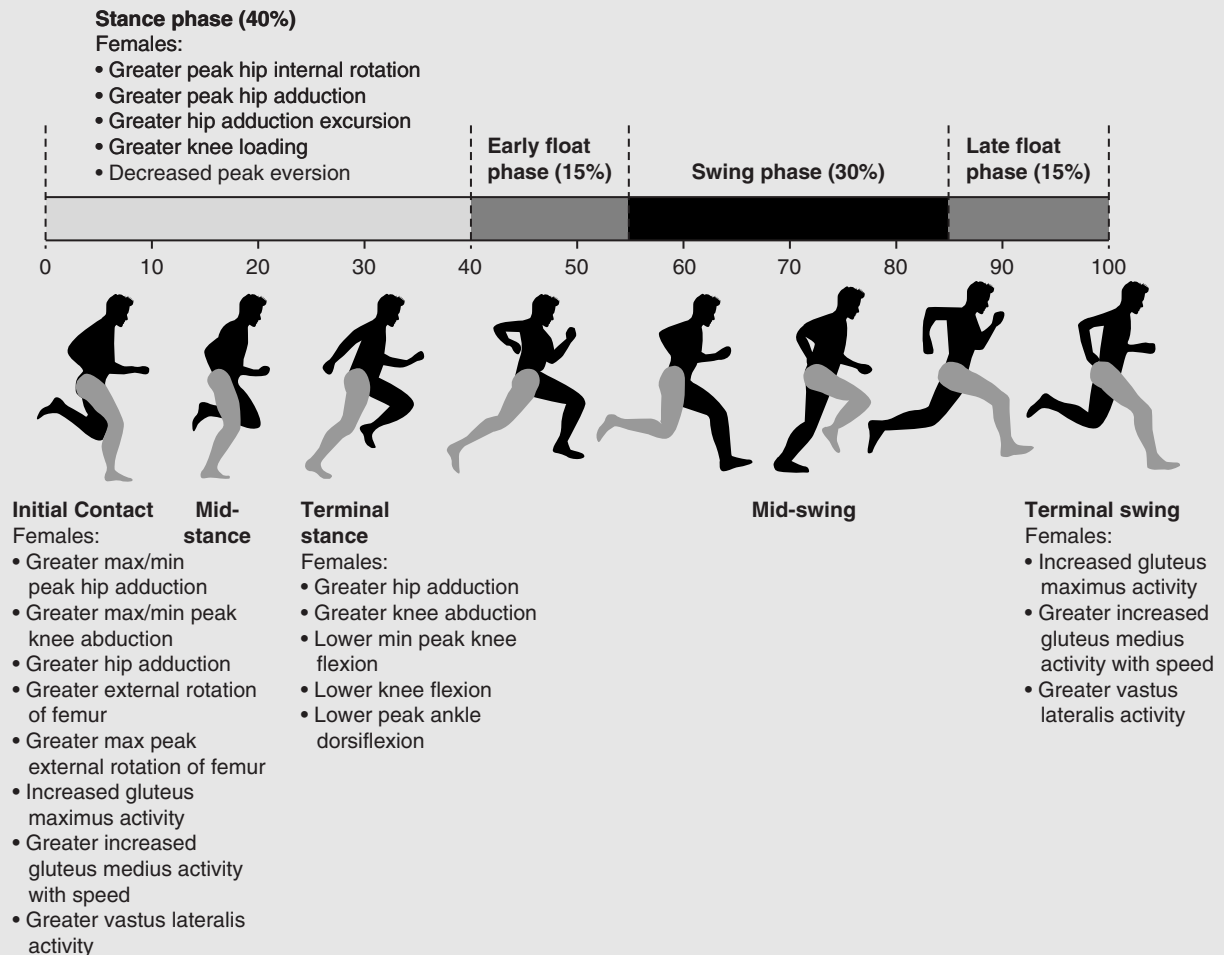 Stance phase (40%)
Females:
• Greater peak hip internal rotation
• Greater peak hip adduction
• Greater hip adduction excursion
• Greater knee loading
• Decreased peak eversion
Early float
phase (15%)
Swing phase (30%)
Late float
phase (15%)
0 10 20 30 40 50 60 70 80 90 100
Initial Contact
Females:
• Greater max/min
peak hip adduction
• Greater max/min peak
knee abduction
• Greater hip adduction
• Greater external rotation
of femur
• Greater max peak
external rotation of femur
• Increased gluteus
maximus activity
• Greater increased
gluteus medius activity
with speed
• Greater vastus lateralis
activity
Mid-
stance
Terminal
stance
Females:
• Greater hip adduction
• Greater knee abduction
• Lower min peak knee
flexion
• Lower knee flexion
• Lower peak ankle
dorsiflexion
Mid-swing
Terminal swing
Females:
• Increased gluteus
maximus activity
• Greater increased
gluteus medius
activity with speed
• Greater vastus
lateralis activity